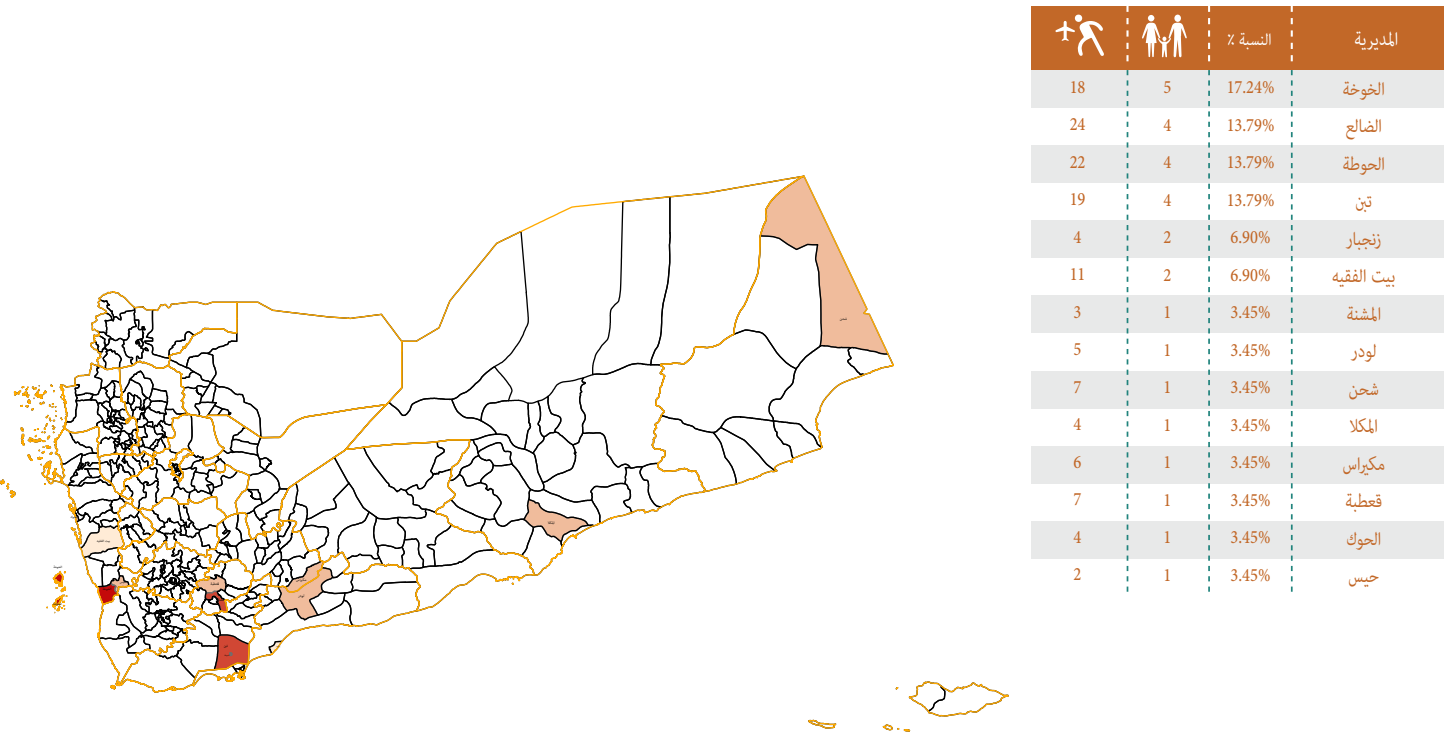 المديرية النسبة ٪
الخوخة 17.24% 5 18
الضالع 13.79% 4 24
الحوطة 13.79% 4 22
تبن 13.79% 4 19
زنجبار 6.90% 2 4
بيت الفقيه 6.90% 2 11
المشنة 3.45% 1 3
لودر 3.45% 1 5
شحن 3.45% 1 7
المكلا 3.45% 1 4
مكيراس 3.45% 1 6
قعطبة 3.45% 1 7
الحوك 3.45% 1 4
حيس 3.45% 1 2